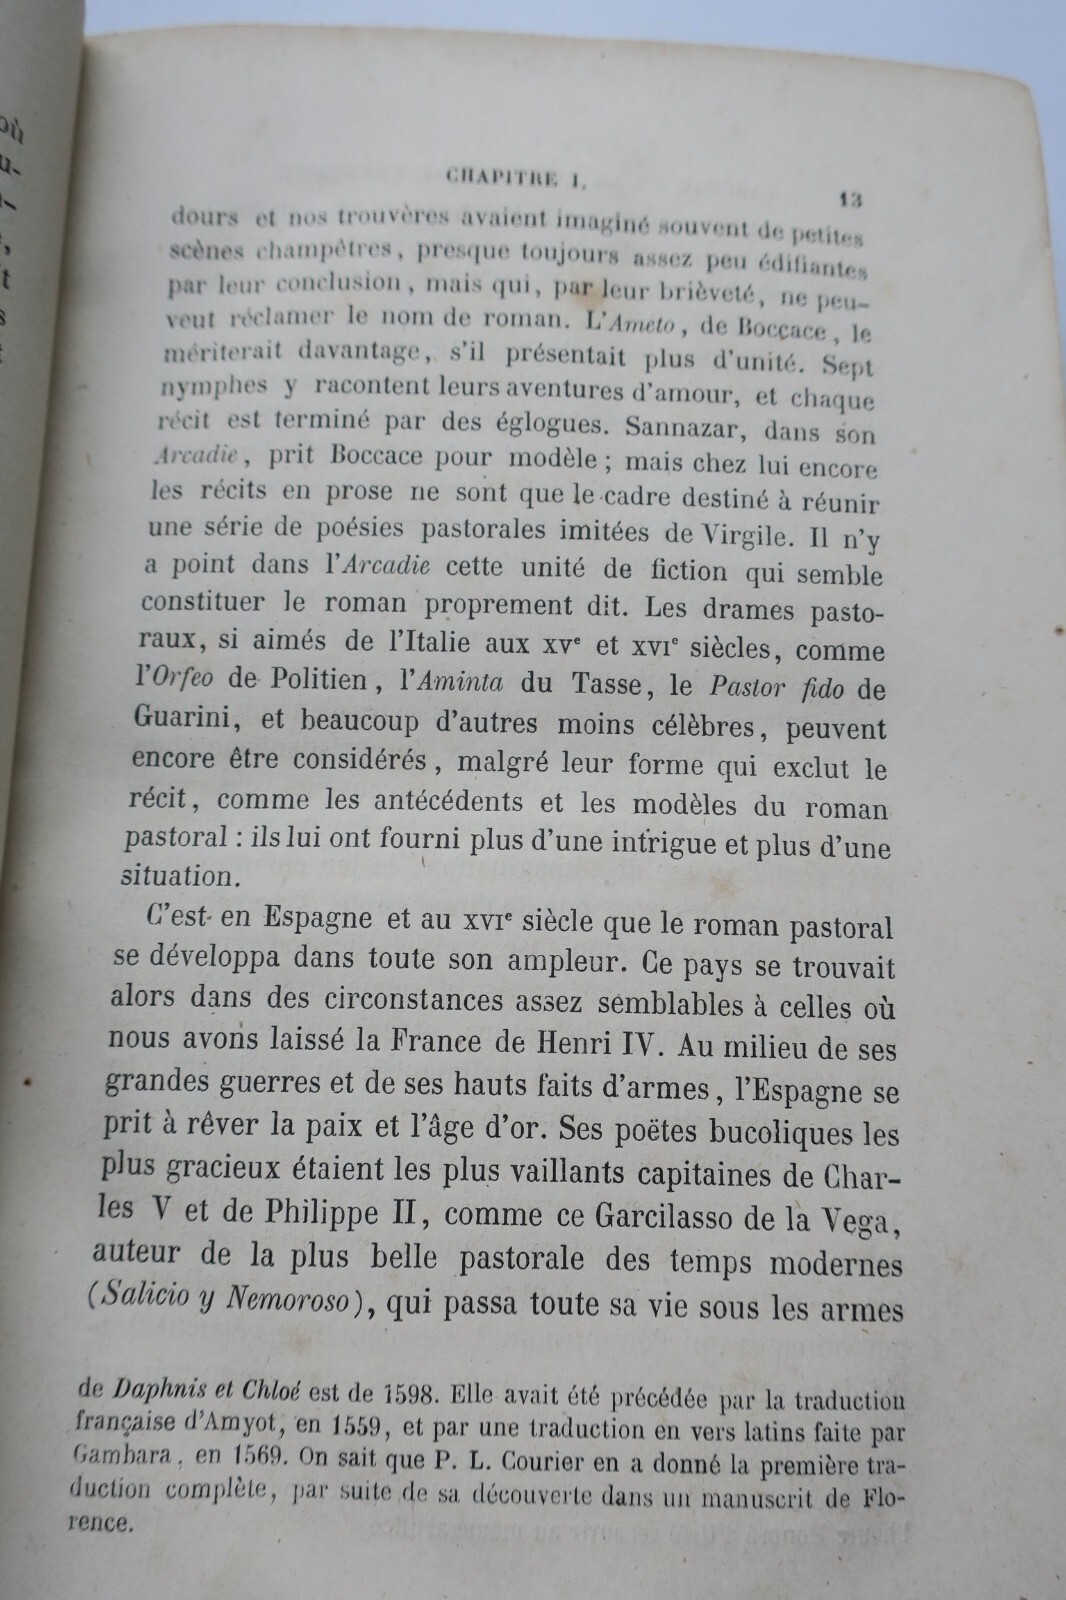 où
u-
t
s
CHAPITRE I.
13
dours et nos trouvères avaient imaginé souvent de petites
scènes champêtres, presque toujours assez peu édifiantes
par leur conclusion, mais qui, par leur brièveté, ne peu-
vent réclamer le nom de roman. L'Ameto, de Boccace, le
mériterait davantage, s'il présentait plus d'unité. Sept
nymphes y racontent leurs aventures d'amour, et chaque
récit est terminé par des églogues. Sannazar, dans son
Arcadie, prit Boccace pour modèle; mais chez lui encore
les récits en prose ne sont que le cadre destiné à réunir
une série de poésies pastorales imitées de Virgile. Il n'y
a point dans l'Arcadie cette unité de fiction qui semble
constituer le roman proprement dit. Les drames pasto-
raux, si aimés de l'Italie aux XVe et XVIe siècles, comme
l'Orfeo de Politien, l'Aminta du Tasse, le Pastor fido de
Guarini, et beaucoup d'autres moins célèbres, peuvent
encore être considérés, malgré leur forme qui exclut le
récit, comme les antécédents et les modèles du roman
pastoral : ils lui ont fourni plus d'une intrigue et plus d'une
situation.
C'est en Espagne et au XVIe siècle que le roman pastoral
se développa dans toute son ampleur. Ce pays se trouvait
alors dans des circonstances assez semblables à celles où
nous avons laissé la France de Henri IV. Au milieu de ses
grandes guerres et de ses hauts faits d'armes, l'Espagne se
prit à rêver la paix et l'âge d'or. Ses poëtes bucoliques les
plus gracieux étaient les plus vaillants capitaines de Char-
les V et de Philippe II, comme ce Garcilasso de la Vega,
auteur de la plus belle pastorale des temps modernes
(Salicio y Nemoroso), qui passa toute sa vie sous les armes
de Daphnis et Chloé est de 1598. Elle avait été précédée par la traduction
française d'Amyot, en 1559, et par une traduction en vers latins faite par
Gambara, en 1569. On sait que P. L. Courier en a donné la première tra-
duction complète, par suite de sa découverte dans un manuscrit de Flo-
rence.